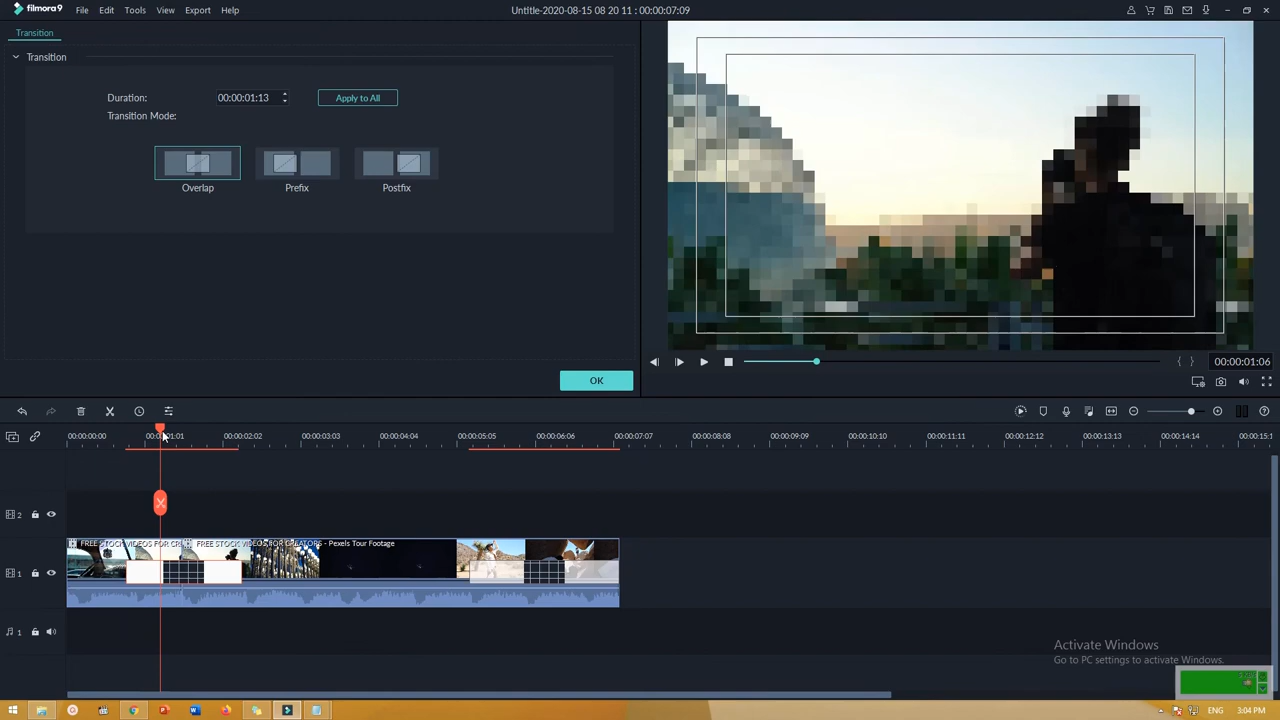 filmora9 File Edit Tools View Export Help Untitle-2020-08-15 08 20 11 : 00:00:07:09
Transition
Transition
Duration: 00:00:01:13 Apply to All
Transition Mode:
Overlap Prefix Postfix
OK
00:00:01:06
00:00:00:00 00:00:01:01 00:00:02:02 00:00:03:03 00:00:04:04 00:00:05:05 00:00:06:06 00:00:07:07 00:00:08:08 00:00:09:09 00:00:10:10 00:00:11:11 00:00:12:12 00:00:13:13 00:00:14:14 00:00:15:1
2
FREE STOCK VIDEOS FOR CR FREE STOCK VIDEOS FOR CREATORS - Pexels Tour Footage
1
1
Activate Windows
Go to PC settings to activate Windows.
ENG 3:04 PM